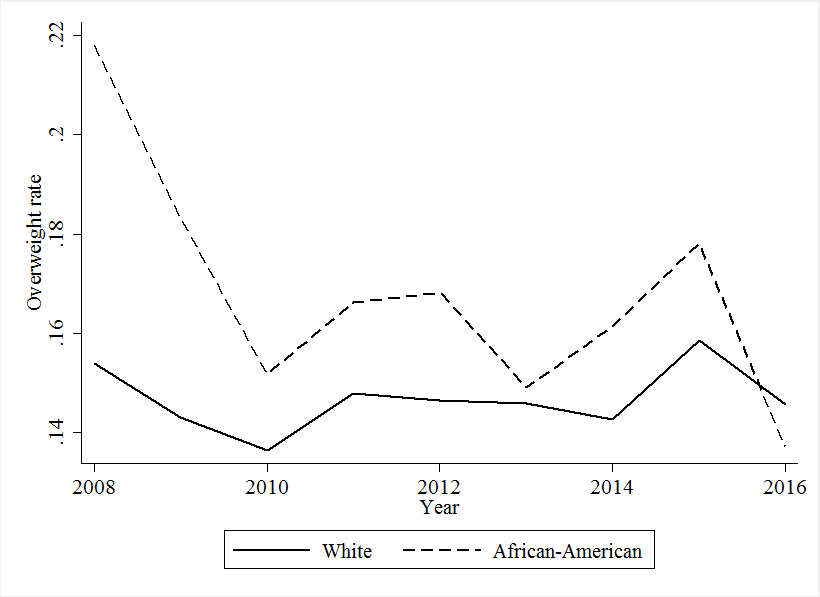 Overweight rate
.22
.2
.18
.16
.14
2008 2010 2012 2014 2016
Year
White African-American